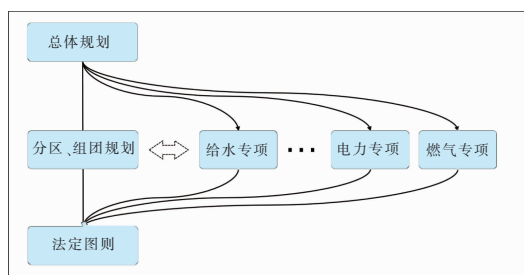 总体规划
分区、组团规划
给水专项
电力专项
燃气专项
法定图则